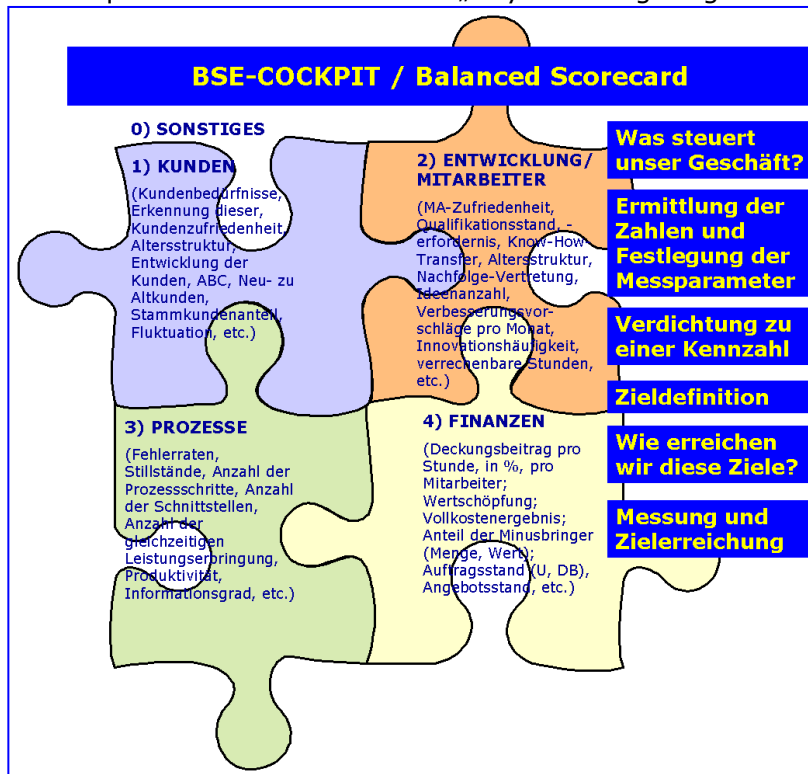 BSE-COCKPIT / Balanced Scorecard
0) SONSTIGES
1) KUNDEN
(Kundenbedürfnisse,
Erkennung dieser,
Kundenzufriedenheit,
Altersstruktur,
Entwicklung der
Kunden, ABC, Neu- zu
Altkunden,
Stammkundenanteil,
Fluktuation, etc.)
2) ENTWICKLUNG/
MITARBEITER
(MA-Zufriedenheit,
Qualifikationsstand, -
erfordernis, Know-How
Transfer, Altersstruktur,
Nachfolge-Vertretung,
Ideenanzahl,
Verbesserungsvor-
schläge pro Monat,
Innovationshäufigkeit,
verrechenbare Stunden,
etc.)
3) PROZESSE
(Fehlerraten,
Stillstände, Anzahl der
Prozessschritte, Anzahl
der Schnittstellen,
Anzahl der
gleichzeitigen
Leistungserbringung,
Produktivität,
Informationsgrad, etc.)
4) FINANZEN
(Deckungsbeitrag pro
Stunde, in %, pro
Mitarbeiter;
Wertschöpfung;
Vollkostenergebnis;
Anteil der Minusbringer
(Menge, Wert);
Auftragsstand (U, DB),
Angebotsstand, etc.)
Was steuert
unser Geschäft?
Ermittlung der
Zahlen und
Festlegung der
Messparameter
Verdichtung zu
einer Kennzahl
Zieldefinition
Wie erreichen
wir diese Ziele?
Messung und
Zielerreichung